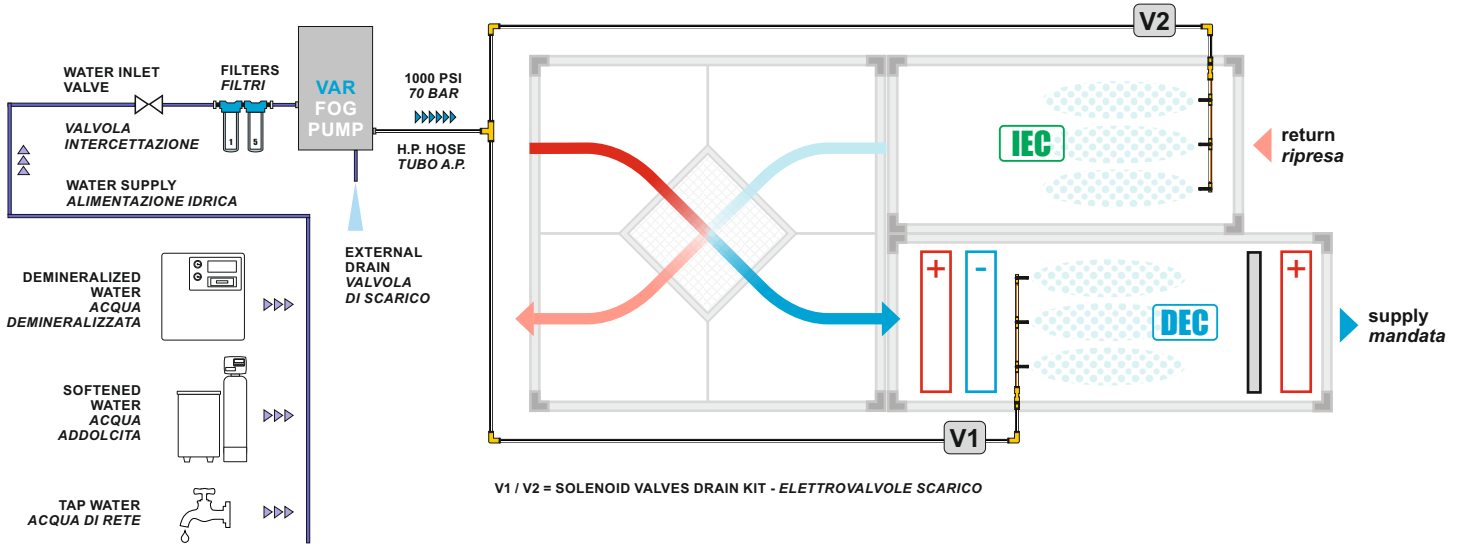 WATER INLET
VALVE
VALVOLA
INTERCETTAZIONE
FILTERS
FILTRI
1 5
VAR
FOG
PUMP
1000 PSI
70 BAR
H.P. HOSE
TUBO A.P.
V2
WATER SUPPLY
ALIMENTAZIONE IDRICA
EXTERNAL
DRAIN
VALVOLA
DI SCARICO
IEC
return
ripresa
DEMINERALIZED
WATER
ACQUA
DEMINERALIZZATA
+ - +
DEC
supply
mandata
SOFTENED
WATER
ACQUA
ADDOLCITA
V1
V1 / V2 = SOLENOID VALVES DRAIN KIT - ELETTROVALVOLE SCARICO
TAP WATER
ACQUA DI RETE